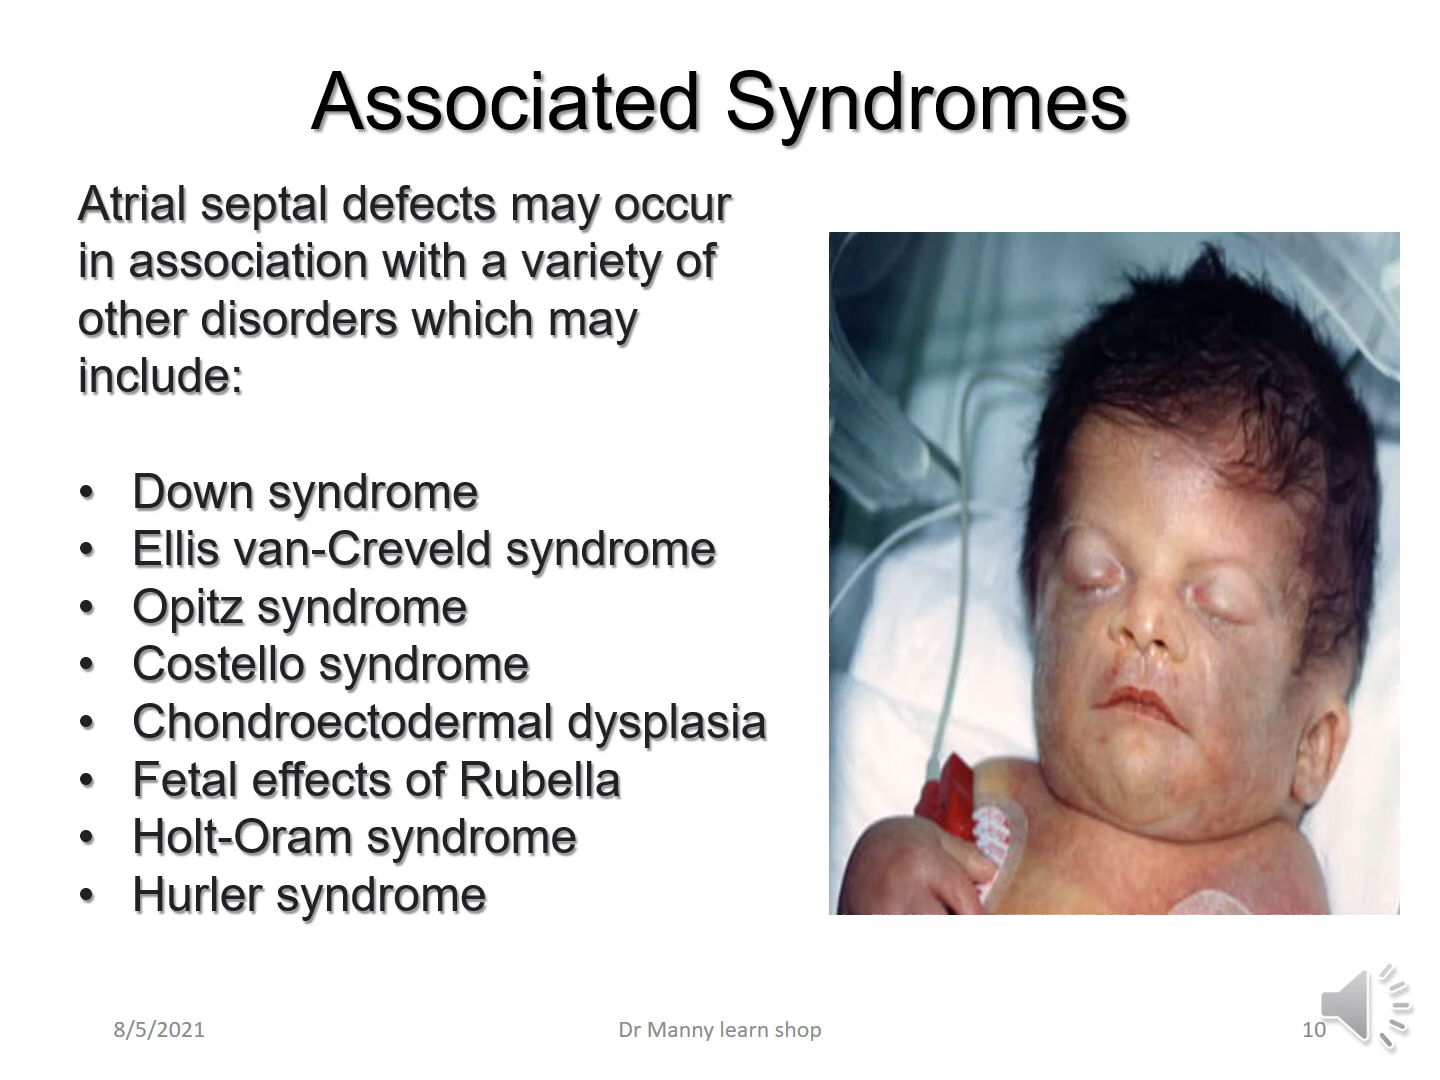 Associated Syndromes
Atrial septal defects may occur
in association with a variety of
other disorders which may
include:
• Down syndrome
• Ellis van-Creveld syndrome
• Opitz syndrome
• Costello syndrome
• Chondroectodermal dysplasia
• Fetal effects of Rubella
• Holt-Oram syndrome
• Hurler syndrome
8/5/2021
Dr Manny learn shop
10